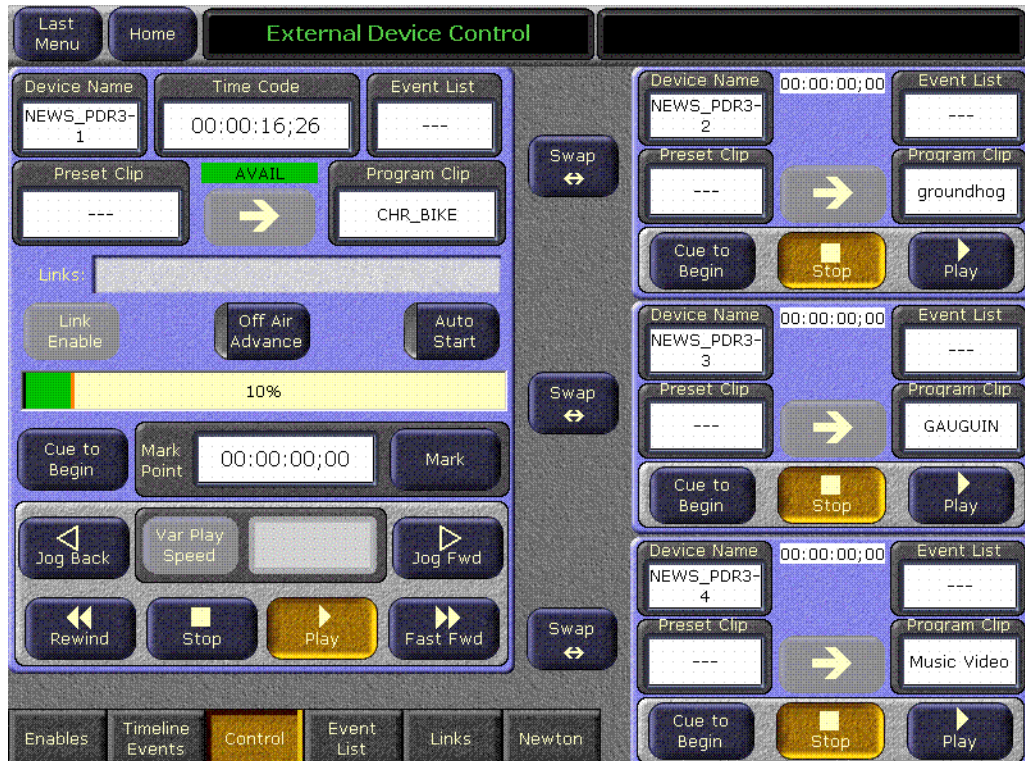 Last
Menu
Home
External Device Control
Device Name
Time Code
Event List
NEWS_PDR3-
1
00:00:16;26
---
Preset Clip
AVAIL
Program Clip
---
CHR_BIKE
Links:
Link
Enable
Off Air
Advance
Auto
Start
10%
Cue to
Begin
Mark
Point
00:00:00;00
Mark
Jog Back
Var Play
Speed
Jog Fwd
Rewind
Stop
Play
Fast Fwd
Swap
Swap
Swap
Device Name
00:00:00;00
Event List
NEWS_PDR3-
2
---
Preset Clip
Program Clip
---
groundhog
Cue to
Begin
Stop
Play
Device Name
00:00:00;00
Event List
NEWS_PDR3-
3
---
Preset Clip
Program Clip
---
GAUGUIN
Cue to
Begin
Stop
Play
Device Name
00:00:00;00
Event List
NEWS_PDR3-
4
---
Preset Clip
Program Clip
---
Music Video
Cue to
Begin
Stop
Play
Enables
Timeline
Events
Control
Event
List
Links
Newton